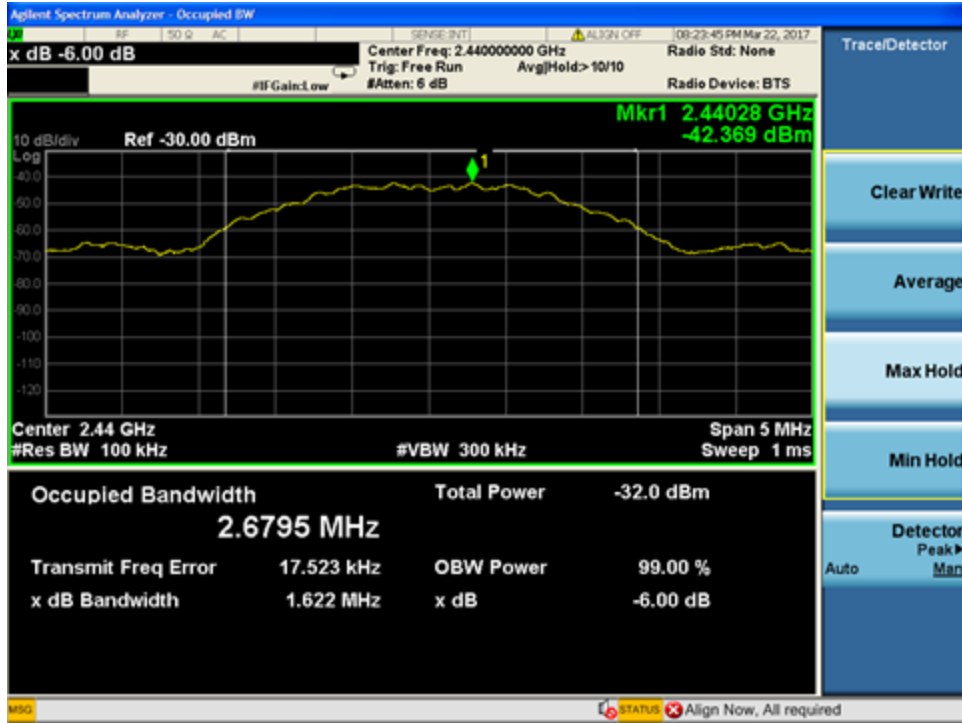 Agilent Spectrum Analyzer - Occupied BW
RF 50 Ω AC SENSE:INT ALIGN OFF 08:23:45 PM Mar 22, 2017
x dB -6.00 dB
Center Freq: 2.440000000 GHz
Radio Std: None
Trig: Free Run
Avg|Hold:> 10/10
#IFGain:Low
#Atten: 6 dB
Radio Device: BTS
Trace/Detector
Mkr1 2.44028 GHz
-42.369 dBm
10 dB/div Ref -30.00 dBm
Log
1
-40.0
-50.0
-60.0
-70.0
-80.0
-90.0
-100
-110
-120
Center 2.44 GHz
Span 5 MHz
#Res BW 100 kHz
#VBW 300 kHz
Sweep 1 ms
Clear Write
Average
Max Hold
Min Hold
Detector
Peak
Auto Man
Occupied Bandwidth
2.6795 MHz
Total Power -32.0 dBm
Transmit Freq Error 17.523 kHz
OBW Power 99.00 %
x dB Bandwidth 1.622 MHz
x dB -6.00 dB
MSG
STATUS Align Now, All required